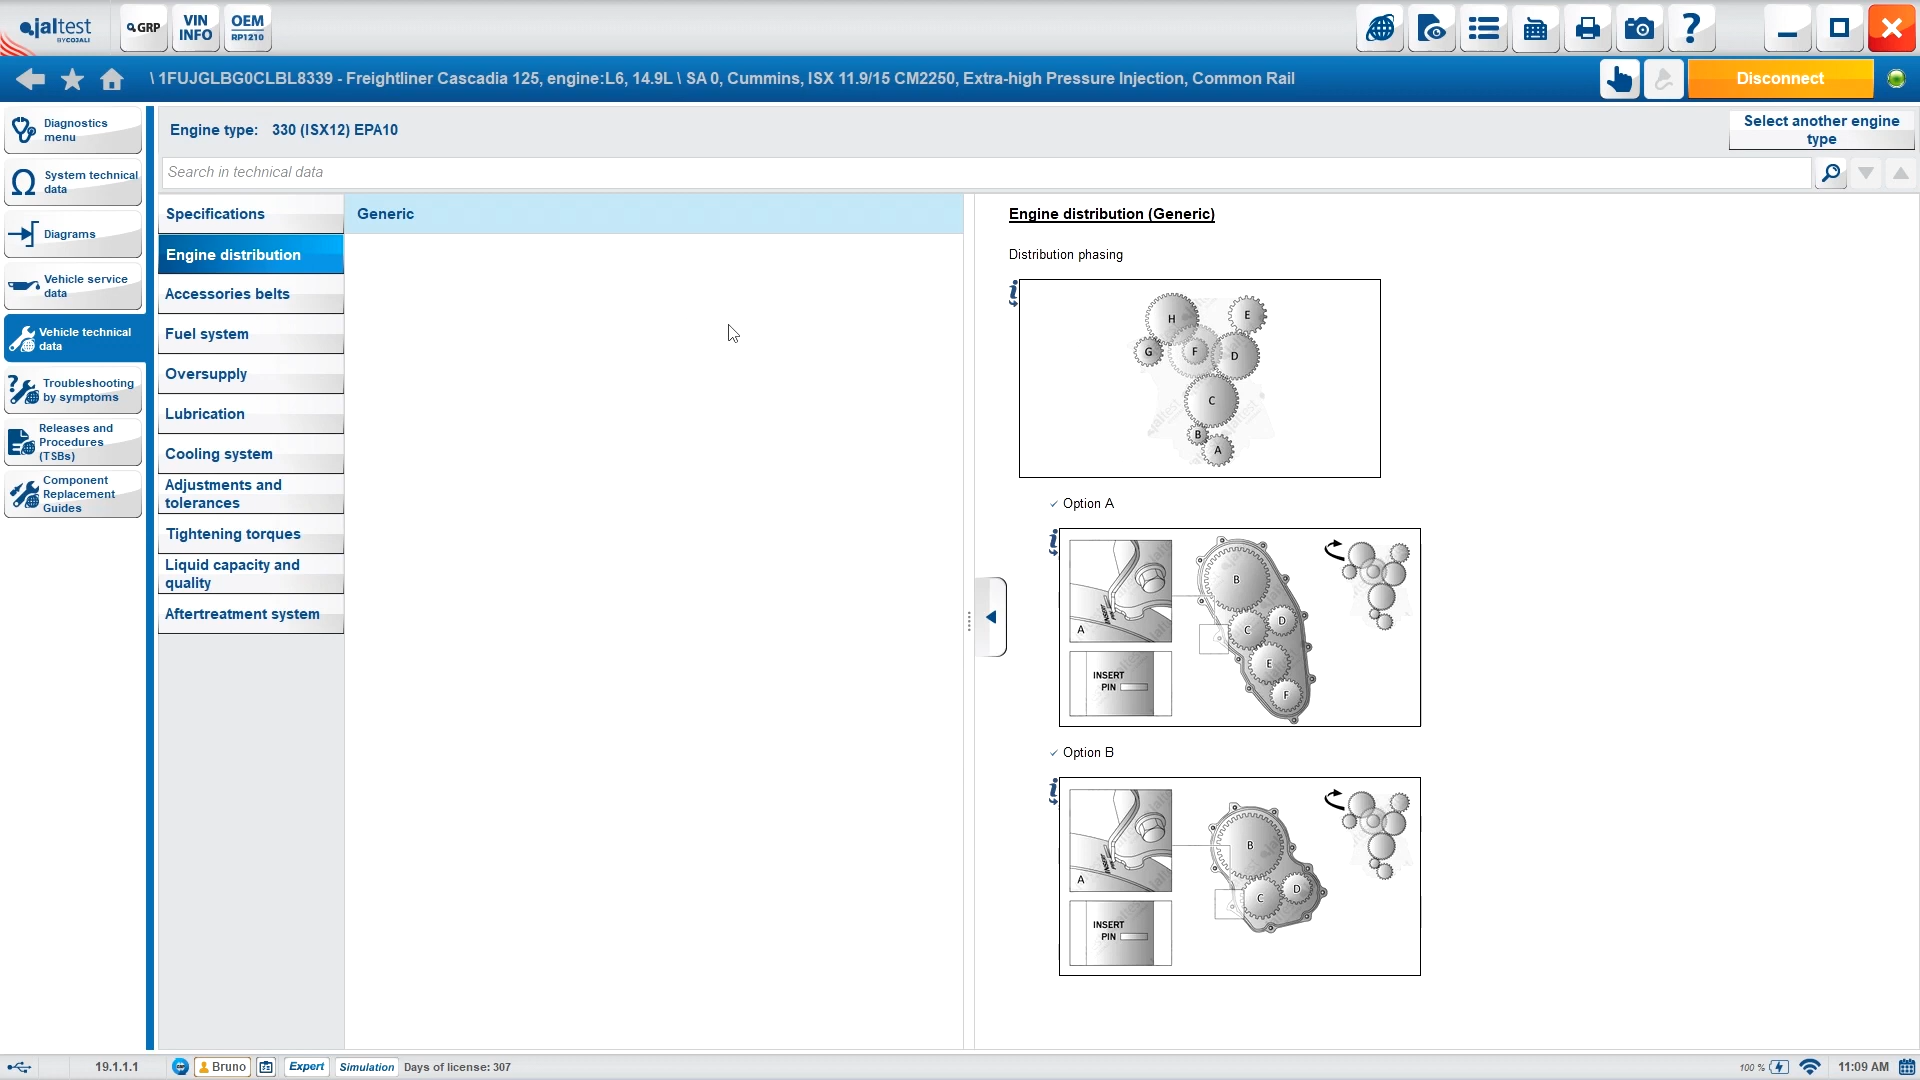 jaltest
BY COJALI
GRP
VIN
INFO
OEM
RP1210
?
\ 1FUJGLBG0CLBL8339 - Freightliner Cascadia 125, engine:L6, 14.9L \ SA 0, Cummins, ISX 11.9/15 CM2250, Extra-high Pressure Injection, Common Rail
Disconnect
Diagnostics
menu
System technical
data
Diagrams
Vehicle service
data
Vehicle technical
data
Troubleshooting
by symptoms
Releases and
Procedures
(TSBs)
Component
Replacement
Guides
Engine type: 330 (ISX12) EPA10
Select another engine
type
Search in technical data
Specifications
Engine distribution
Accessories belts
Fuel system
Oversupply
Lubrication
Cooling system
Adjustments and
tolerances
Tightening torques
Liquid capacity and
quality
Aftertreatment system
Generic
Engine distribution (Generic)
Distribution phasing
H
E
G
F
D
C
B
A
Option A
A
INSERT
PIN
B
C
D
E
F
Option B
A
INSERT
PIN
B
C
D
19.1.1.1
Bruno
Expert
Simulation
Days of license: 307
100 %
11:09 AM